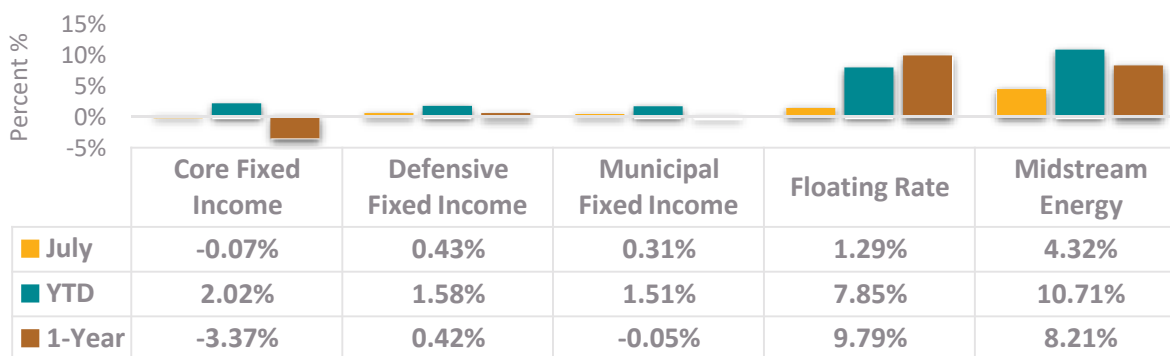 Percent %
15%
10%
5%
0%
-5%
Core Fixed
Income
Defensive
Fixed Income
Municipal
Fixed Income
Floating Rate
Midstream
Energy
July -0.07% 0.43% 0.31% 1.29% 4.32%
YTD 2.02% 1.58% 1.51% 7.85% 10.71%
1-Year -3.37% 0.42% -0.05% 9.79% 8.21%